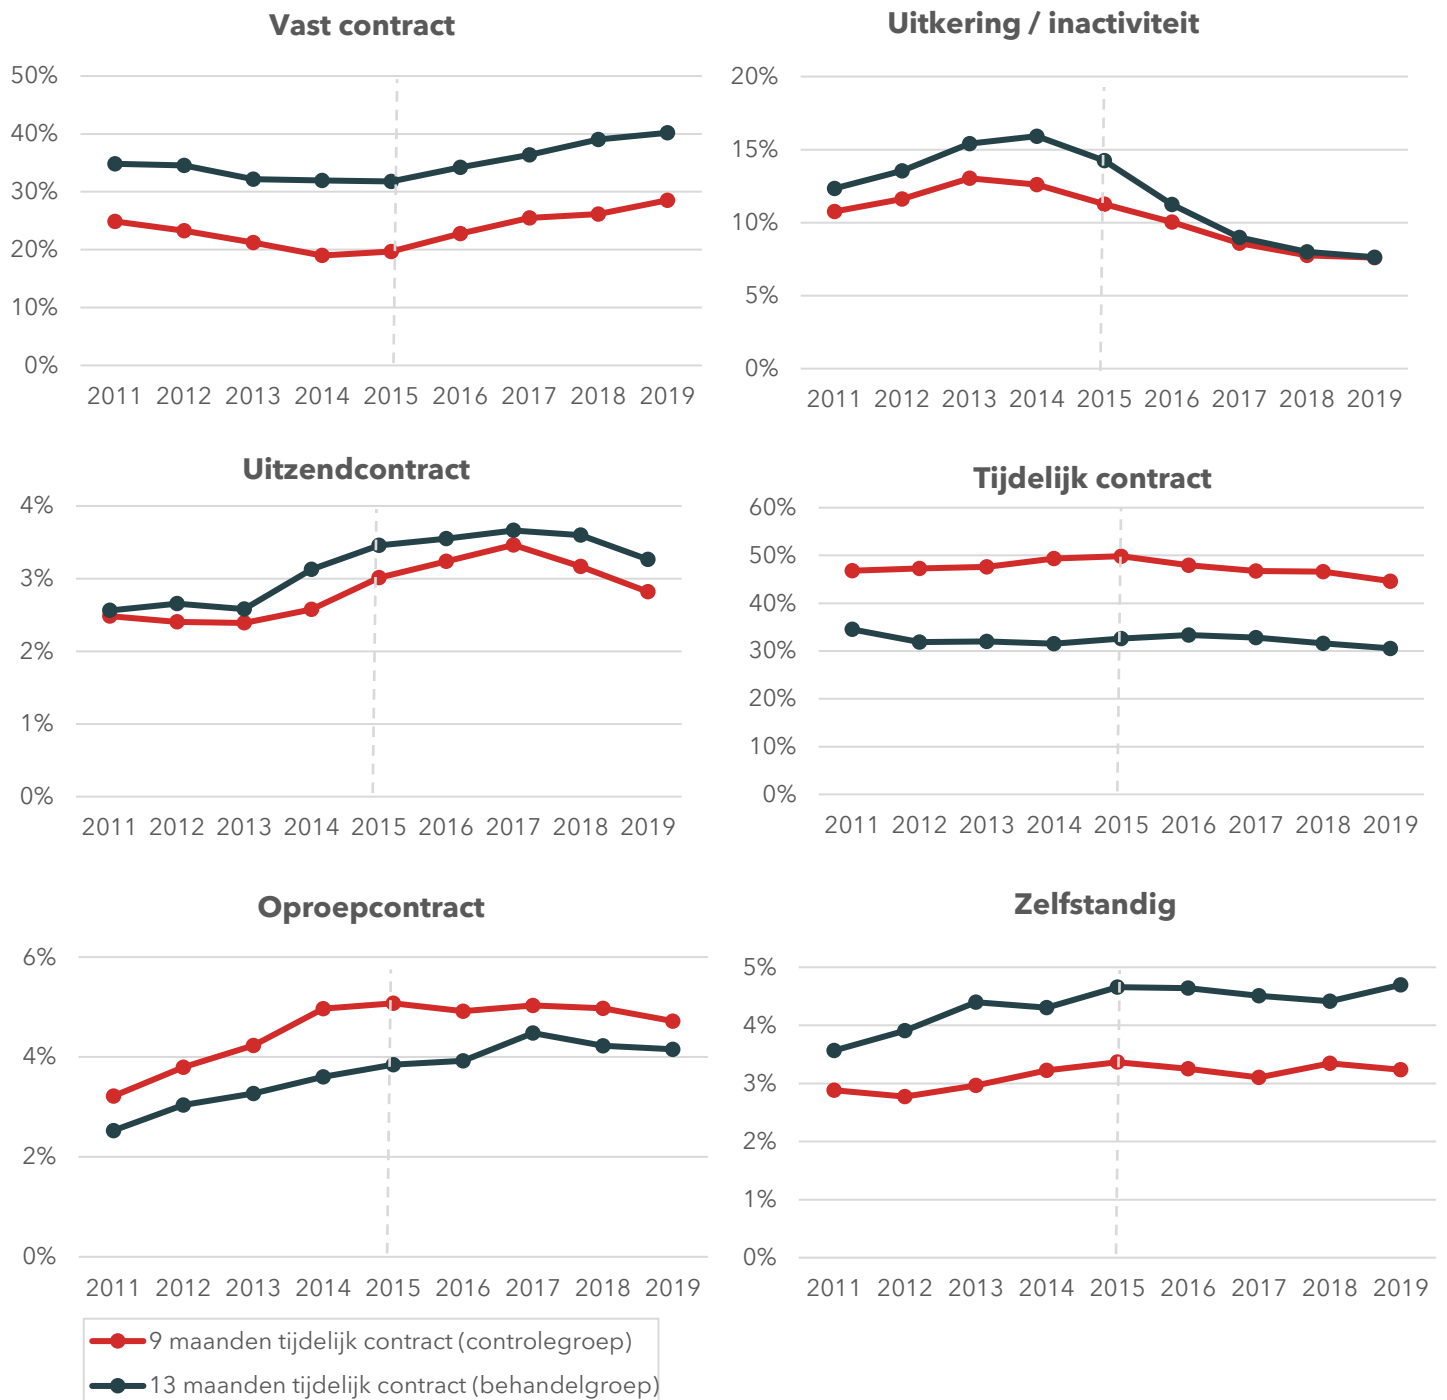 Vast contract
50%
40%
30%
20%
10%
0%
2011 2012 2013 2014 2015 2016 2017 2018 2019
Uitkering / inactiviteit
20%
15%
10%
5%
0%
2011 2012 2013 2014 2015 2016 2017 2018 2019
Uitzendcontract
4%
3%
2%
1%
0%
2011 2012 2013 2014 2015 2016 2017 2018 2019
Tijdelijk contract
60%
50%
40%
30%
20%
10%
0%
2011 2012 2013 2014 2015 2016 2017 2018 2019
Oproepcontract
6%
4%
2%
0%
2011 2012 2013 2014 2015 2016 2017 2018 2019
Zelfstandig
5%
4%
3%
2%
1%
0%
2011 2012 2013 2014 2015 2016 2017 2018 2019
9 maanden tijdelijk contract (controlegroep)
13 maanden tijdelijk contract (behandelgroep)